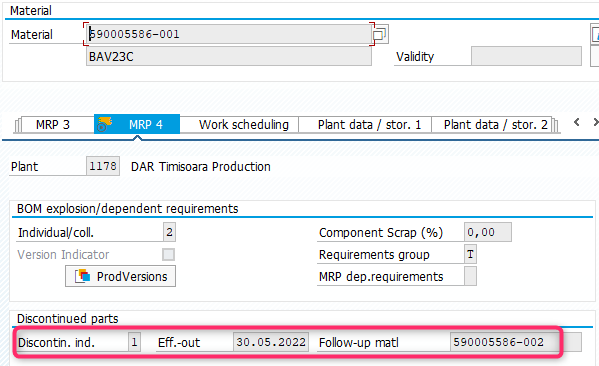 Material
Material 590005586-001
BAV23C Validity
MRP 3 MRP 4 Work scheduling Plant data / stor. 1 Plant data / stor. 2
Plant 1178 DAR Timisoara Production
BOM explosion/dependent requirements
Individual/coll. 2 Component Scrap (%) 0,00
Version Indicator Requirements group T
ProdVersions MRP dep.requirements
Discontinued parts
Discontin. ind. 1 Eff.-out 30.05.2022 Follow-up matl 590005586-002